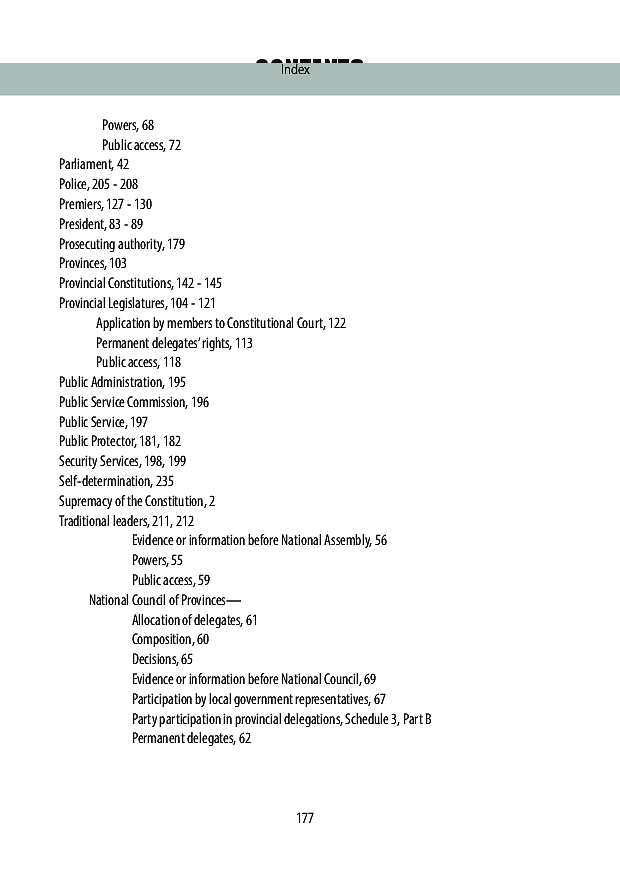 CONTENTS
Index
Powers, 68
Public access, 72
Parliament, 42
Police, 205 - 208
Premiers, 127 - 130
President, 83 - 89
Prosecuting authority, 179
Provinces, 103
Provincial Constitutions, 142 - 145
Provincial Legislatures, 104 - 121
Application by members to Constitutional Court, 122
Permanent delegates’ rights, 113
Public access, 118
Public Administration, 195
Public Service Commission, 196
Public Service, 197
Public Protector, 181, 182
Security Services, 198, 199
Self-determination, 235
Supremacy of the Constitution, 2
Traditional leaders, 211, 212
Evidence or information before National Assembly, 56
Powers, 55
Public access, 59
National Council of Provinces—
Allocation of delegates, 61
Composition, 60
Decisions, 65
Evidence or information before National Council, 69
Participation by local government representatives, 67
Party participation in provincial delegations, Schedule 3, Part B
Permanent delegates, 62
177